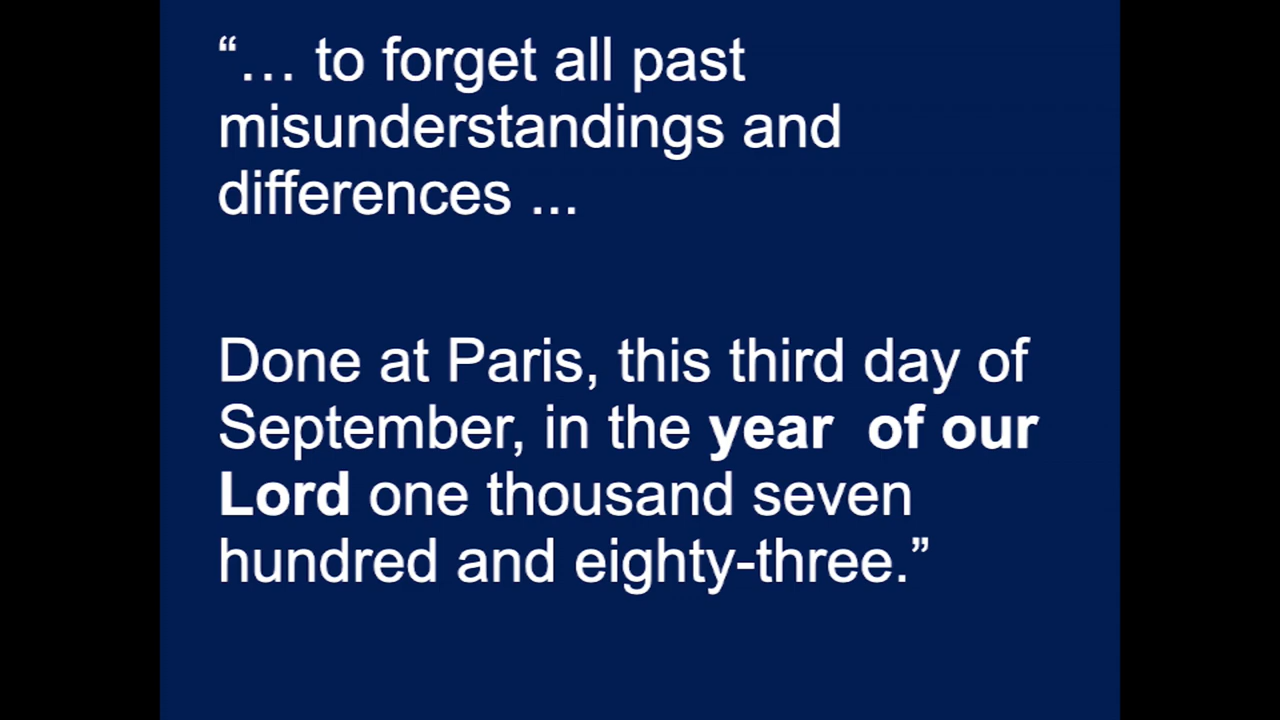 “… to forget all past
misunderstandings and
differences ...
Done at Paris, this third day of
September, in the year  of our
Lord one thousand seven
hundred and eighty-three.”